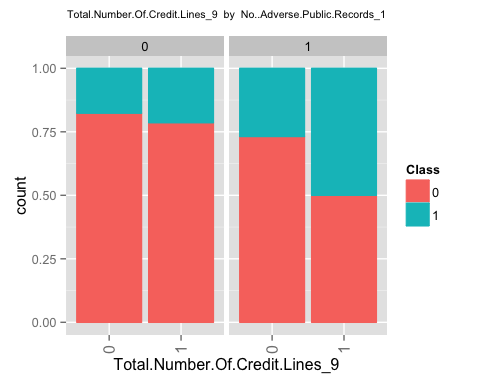 Total.Number.Of.Credit.Lines_9 by No..Adverse.Public.Records_1
0 1
1.00
0.75
0.50
0.25
0.00
count
0 1 0 1
Total.Number.Of.Credit.Lines_9
Class
0
1